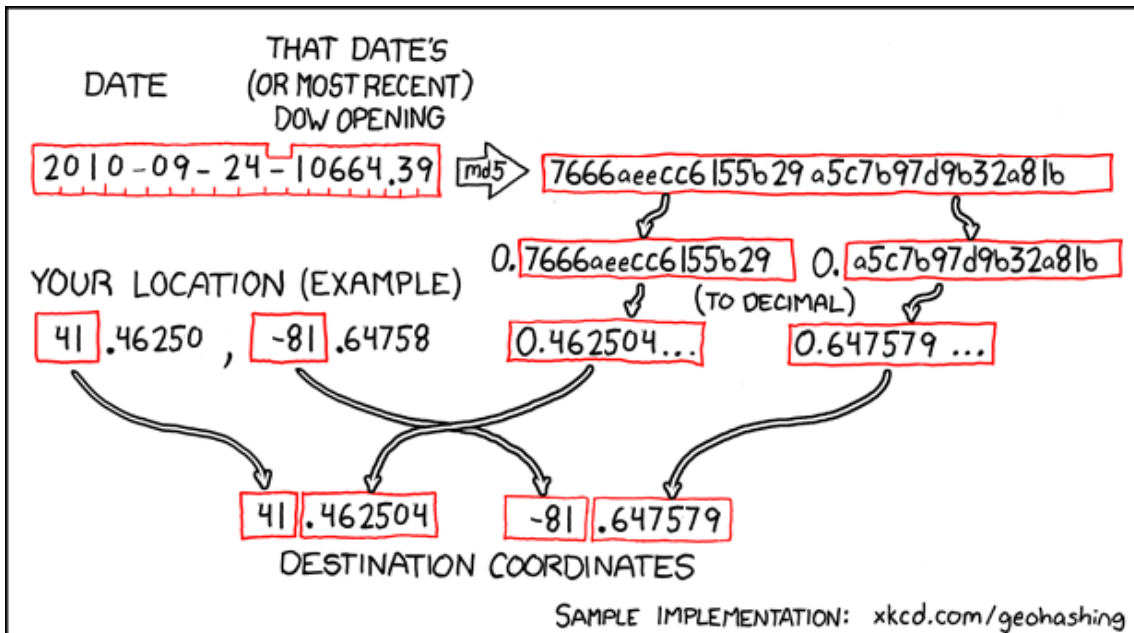 DATE
THAT DATE'S
(OR MOST RECENT)
DOW OPENING
2010-09-24-10664.39
md5
7666aeecc6155b29a5c7b97d9b32a81b
0.7666aeecc6155b29
0.a5c7b97d9b32a81b
(TO DECIMAL)
YOUR LOCATION (EXAMPLE)
41.46250, -81.64758
0.462504...
0.647579...
41.462504
-81.647579
DESTINATION COORDINATES
SAMPLE IMPLEMENTATION: xkcd.com/geohashing